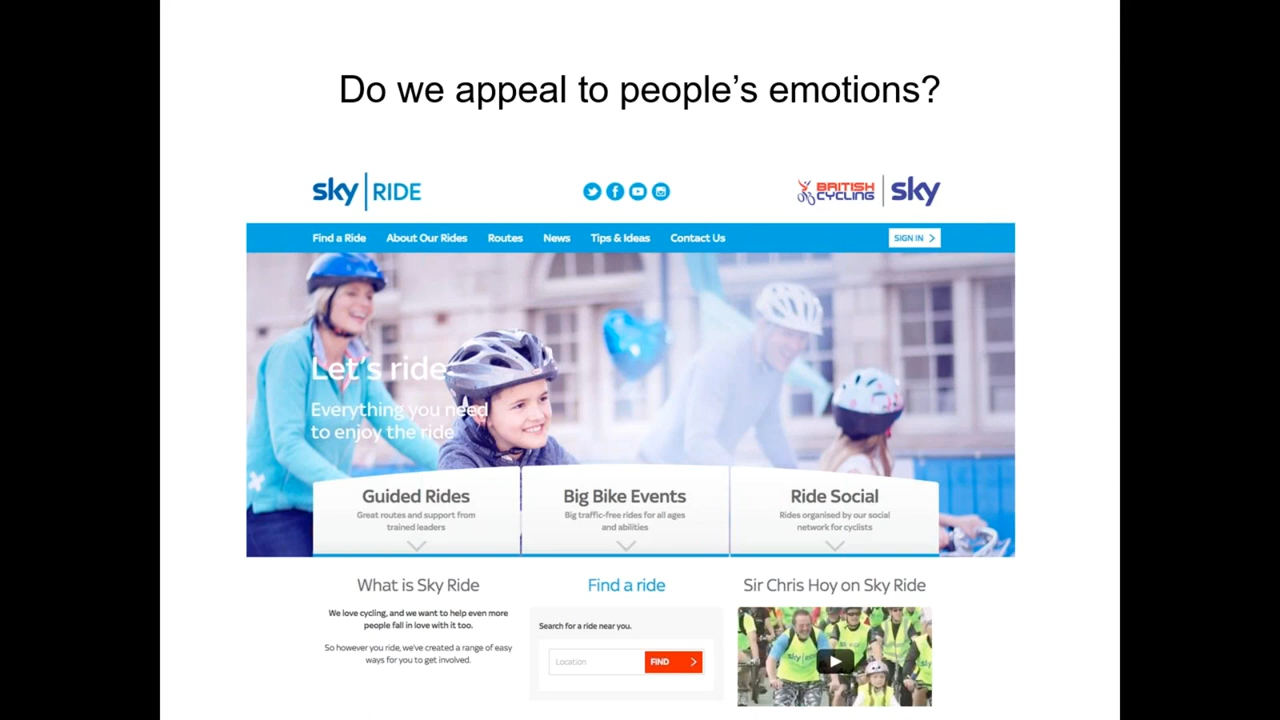 Do we appeal to people's emotions?
sky RIDE
BRITISH CYCLING sky
Find a Ride About Our Rides Routes News Tips & Ideas Contact Us SIGN IN
Let's ride
Everything you need
to enjoy the ride
Guided Rides
Great routes and support from
trained leaders
Big Bike Events
Big traffic-free rides for all ages
and abilities
Ride Social
Rides organised by our social
network for cyclists
What is Sky Ride
We love cycling, and we want to help even more
people fall in love with it too.
So however you ride, we've created a range of easy
ways for you to get involved.
Find a ride
Search for a ride near you.
Location FIND
Sir Chris Hoy on Sky Ride
sky
sky